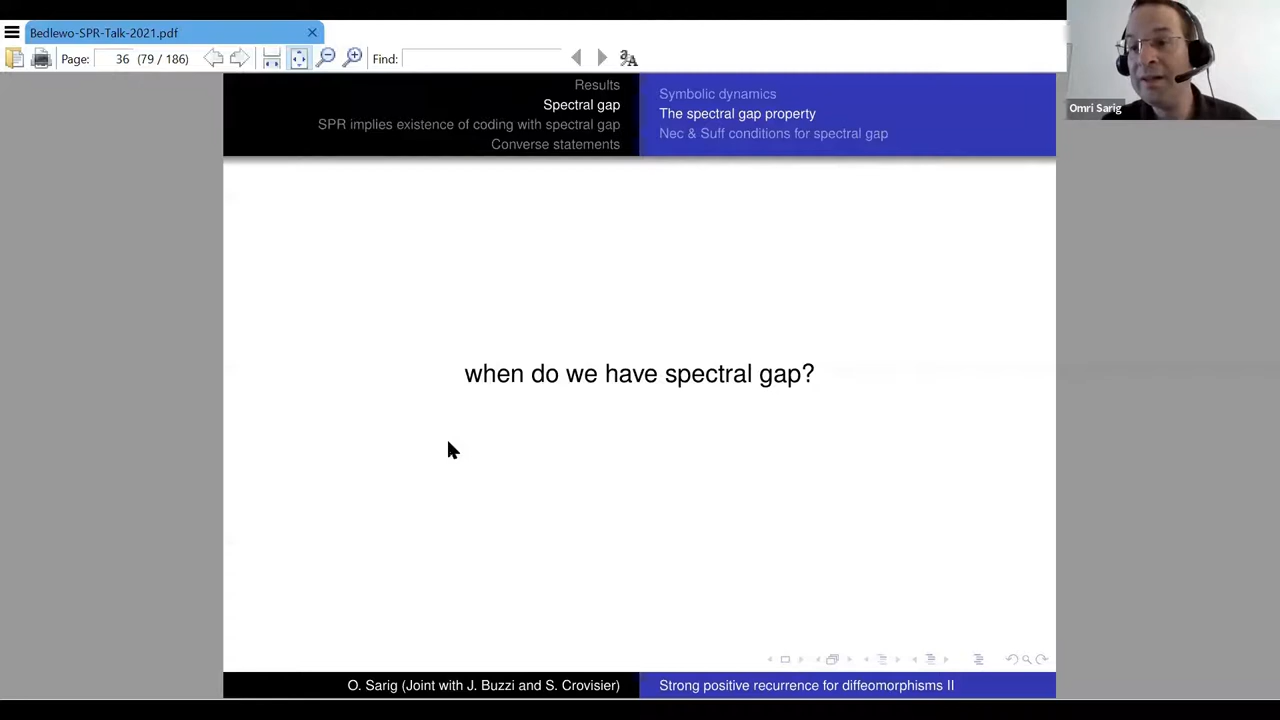 Bedlewo-SPR-Talk-2021.pdf
Page: 36 (79 / 186) Find:
Omri Sarig
Results
Spectral gap
SPR implies existence of coding with spectral gap
Converse statements
Symbolic dynamics
The spectral gap property
Nec & Suff conditions for spectral gap
when do we have spectral gap?
O. Sarig (Joint with J. Buzzi and S. Crovisier)
Strong positive recurrence for diffeomorphisms II